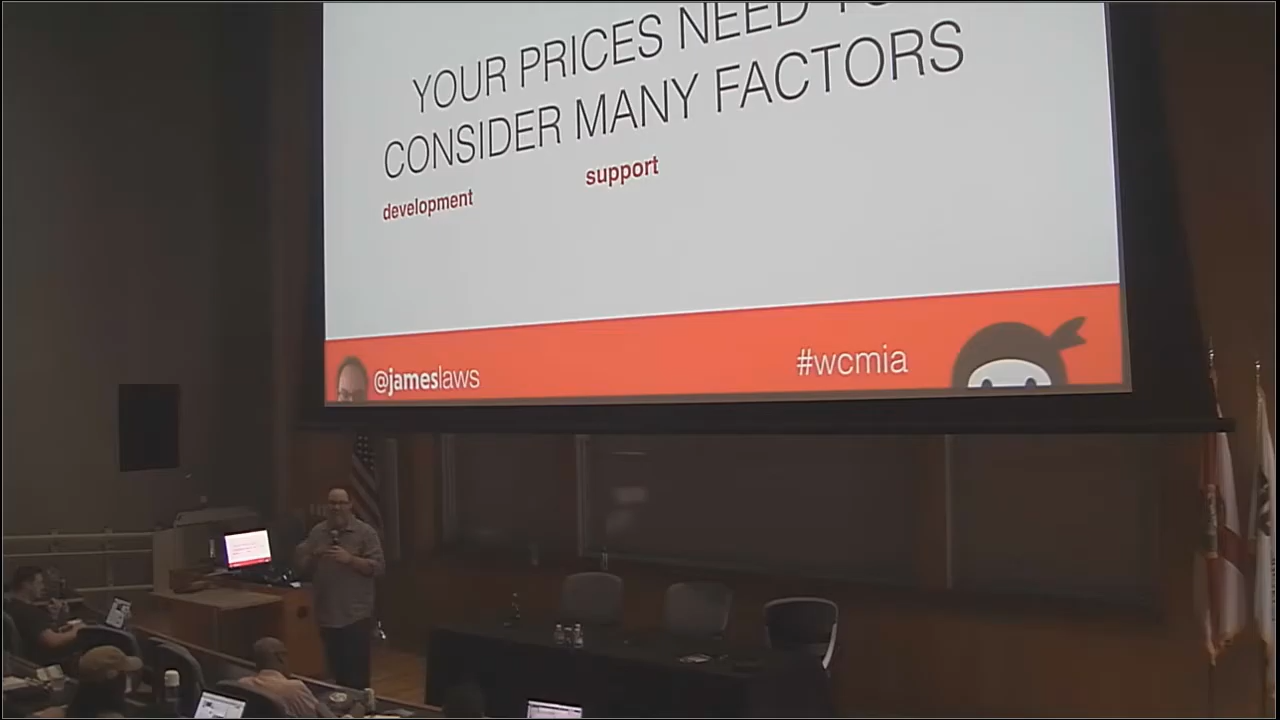 YOUR PRICES NEED
CONSIDER MANY FACTORS
support
development
@jameslaws
#wcmia